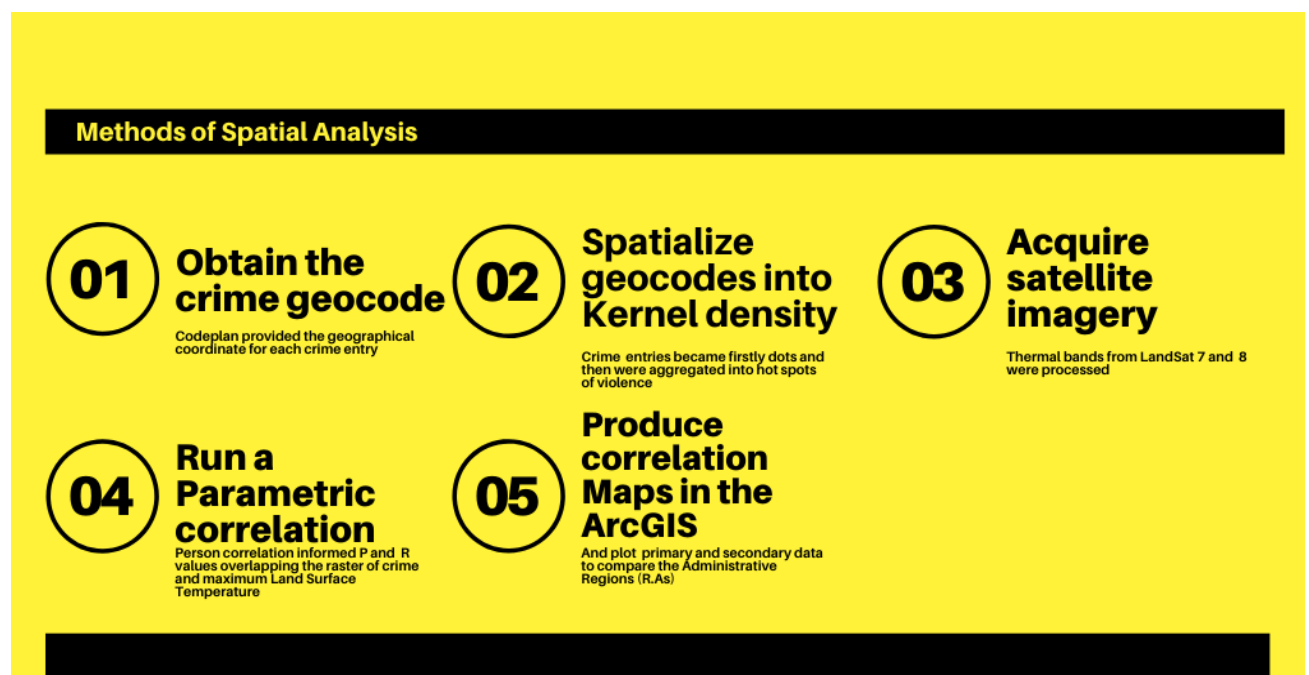 Methods of Spatial Analysis
01
Obtain the
crime geocode
Codeplan provided the geographical
coordinate for each crime entry
02
Spatialize
geocodes into
Kernel density
Crime entries became firstly dots and
then were aggregated into hot spots
of violence
03
Acquire
satellite
imagery
Thermal bands from LandSat 7 and 8
were processed
04
Run a
Parametric
correlation
Person correlation informed P and R
values overlapping the raster of crime
and maximum Land Surface
Temperature
05
Produce
correlation
Maps in the
ArcGIS
And plot primary and secondary data
to compare the Administrative
Regions (R.As)